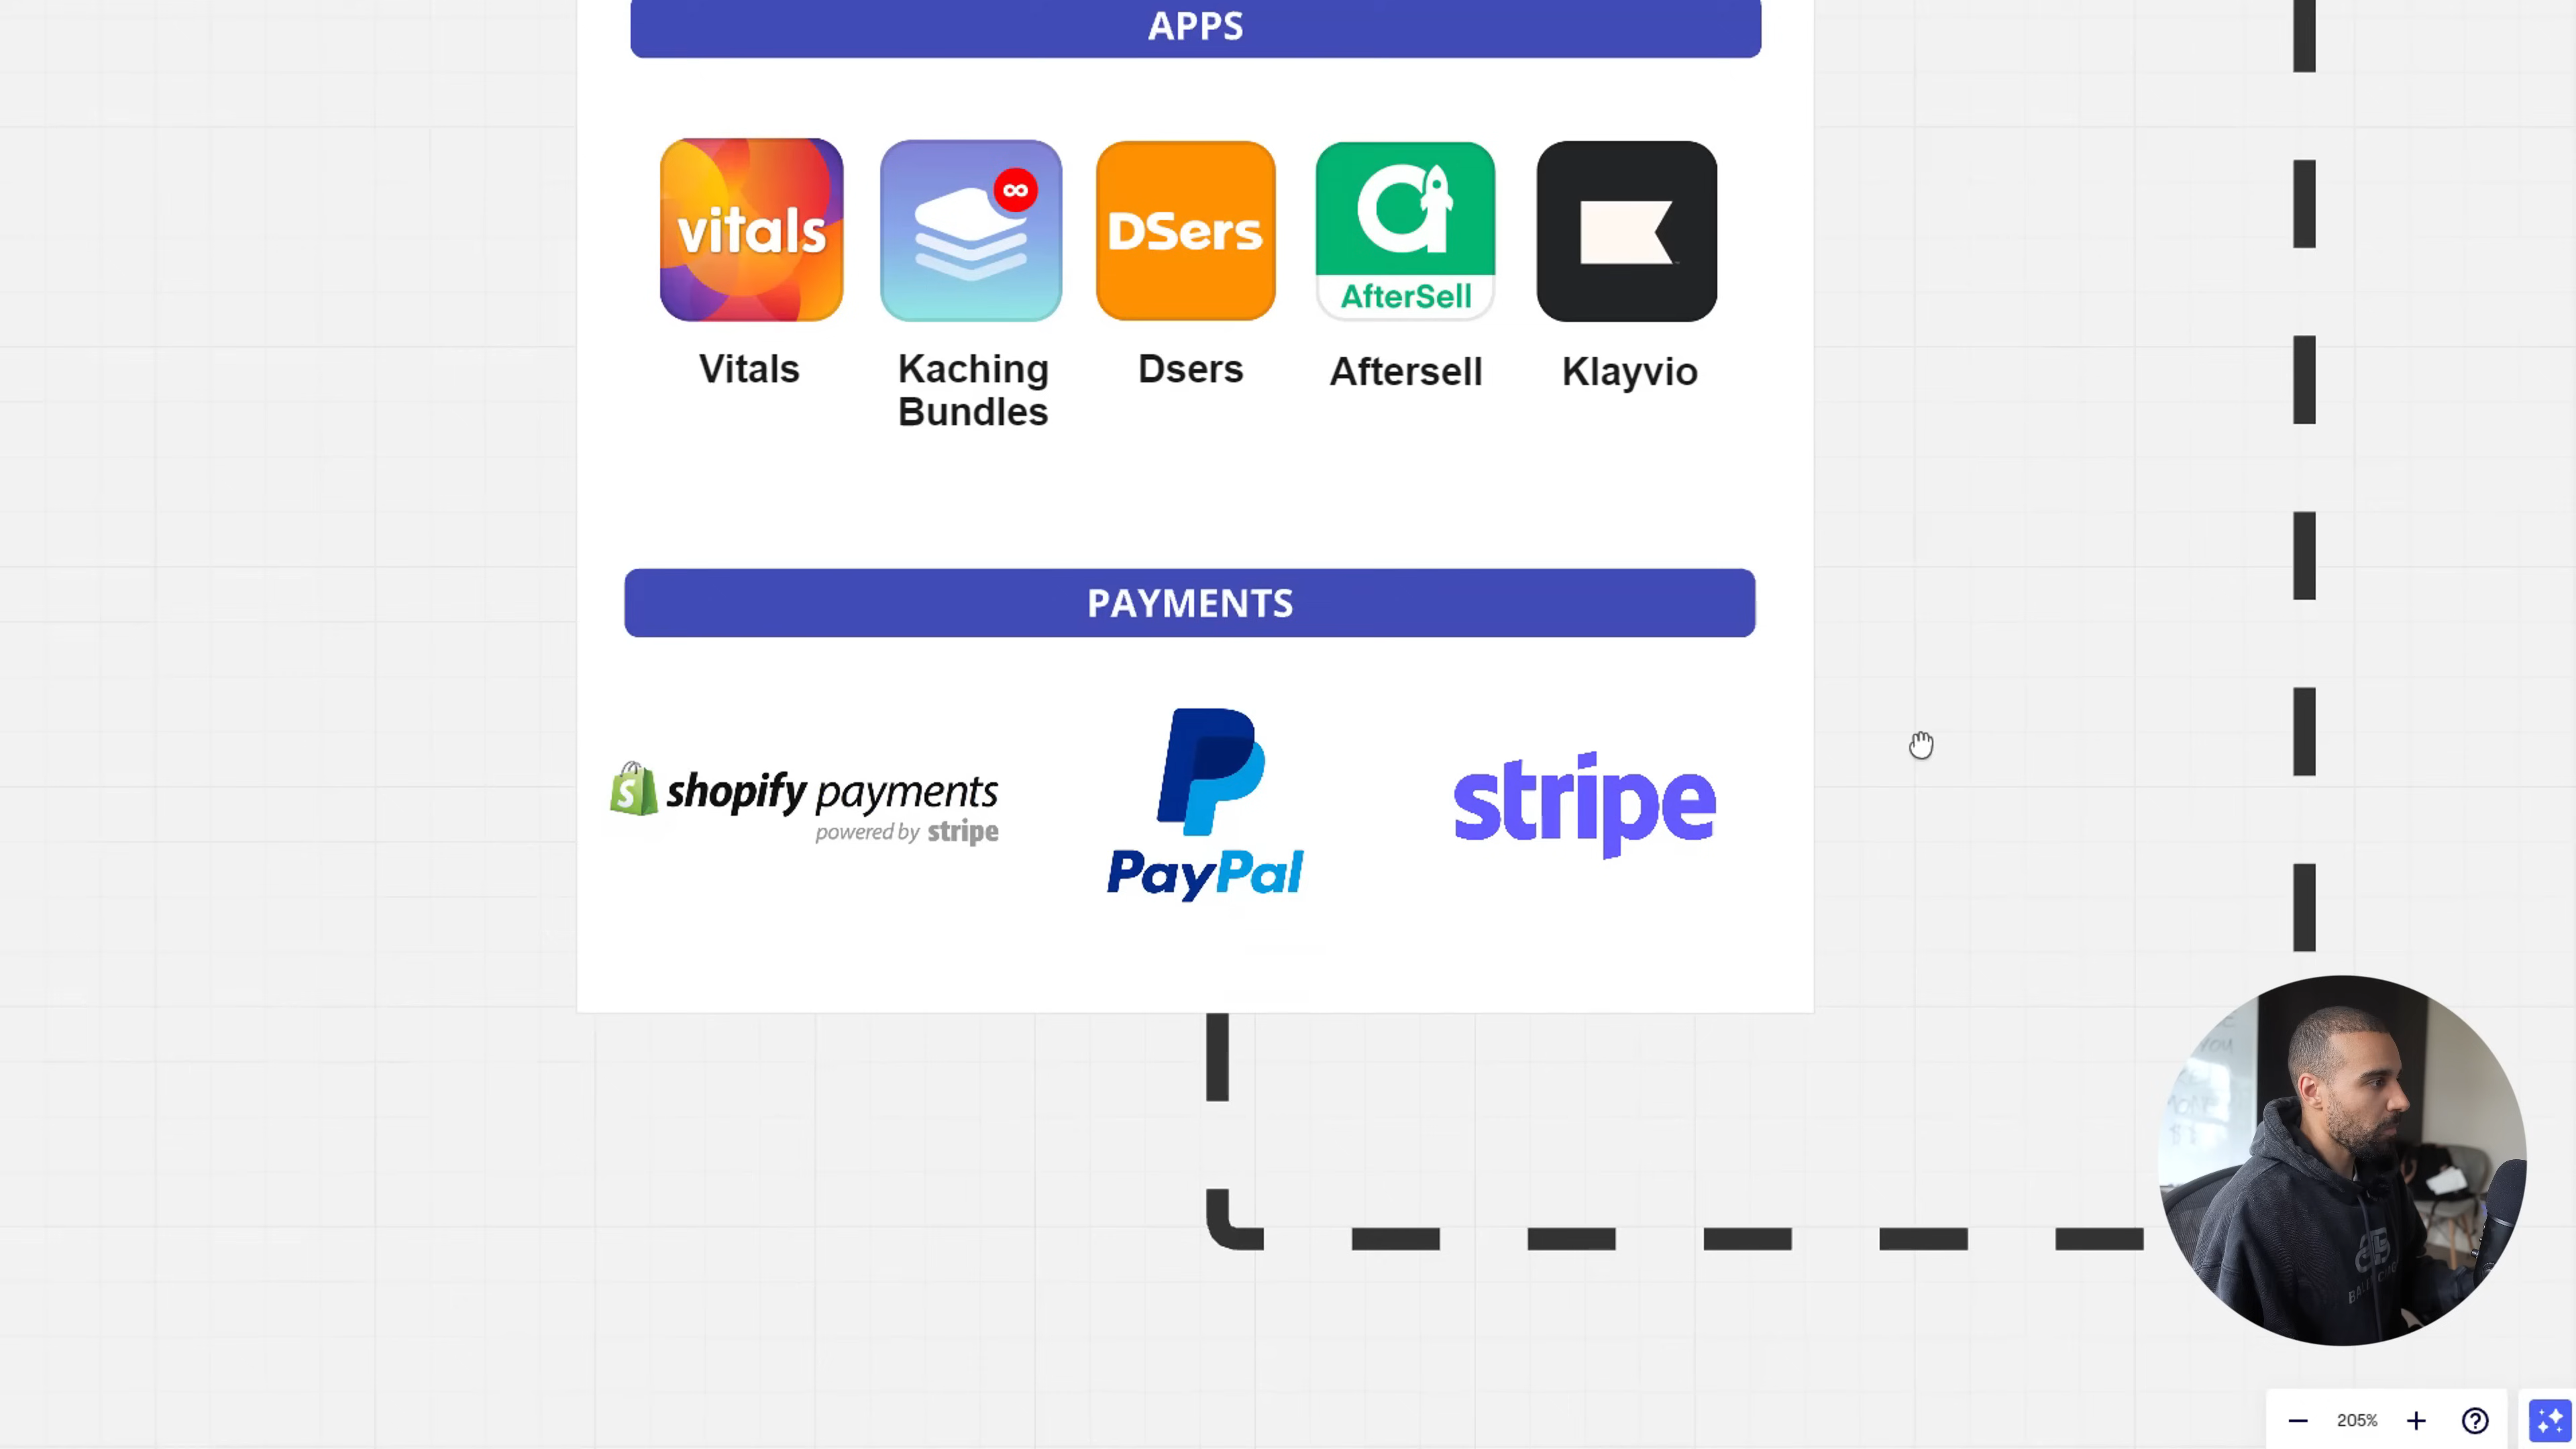 APPS
vitals
∞
DSers
AfterSell
Vitals
Kaching
Bundles
Dsers
Aftersell
Klayvio
PAYMENTS
shopify payments
powered by stripe
PayPal
stripe
205%